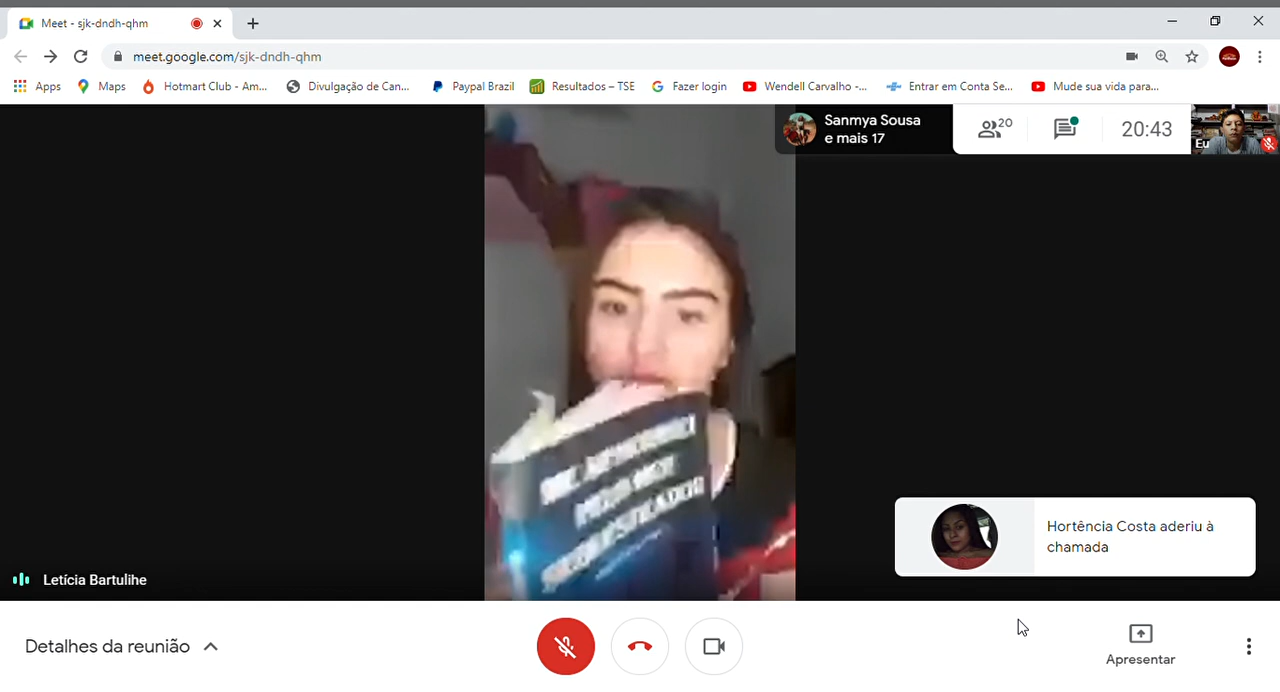 Meet - sjk-dndh-qhm
meet.google.com/sjk-dndh-qhm
Apps
Maps
Hotmart Club - Am...
Divulgação de Can...
Paypal Brazil
Resultados – TSE
Fazer login
Wendell Carvalho -...
Entrar em Conta Se...
Mude sua vida para...
Sanmya Sousa
e mais 17
20
20:43
Eu
Hortência Costa aderiu à
chamada
Letícia Bartulihe
Detalhes da reunião
Apresentar